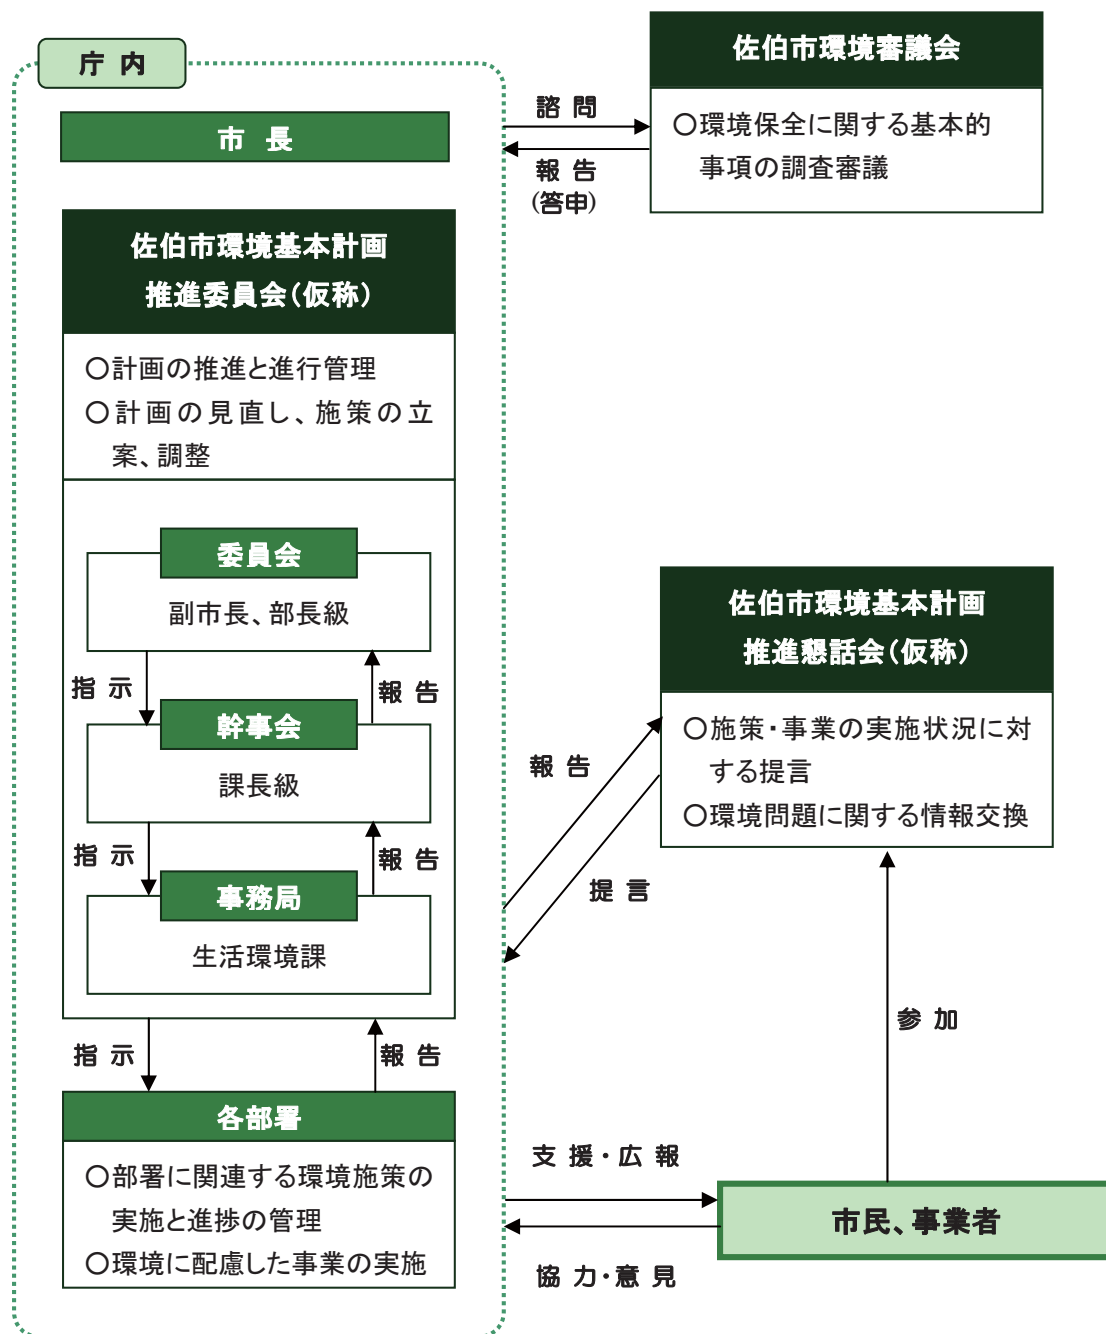 庁内
市長
佐伯市環境基本計画
推進委員会（仮称）
○計画の推進と進行管理
○計画の見直し、施策の立
案、調整
委員会
副市長、部長級
指示
報告
幹事会
課長級
指示
報告
事務局
生活環境課
指示
報告
各部署
○部署に関連する環境施策の
実施と進捗の管理
○環境に配慮した事業の実施
諮問
報告
(答申)
佐伯市環境審議会
○環境保全に関する基本的
事項の調査審議
佐伯市環境基本計画
推進懇話会（仮称）
○施策・事業の実施状況に対
する提言
○環境問題に関する情報交換
報告
提言
参加
支援・広報
市民、事業者
協力・意見